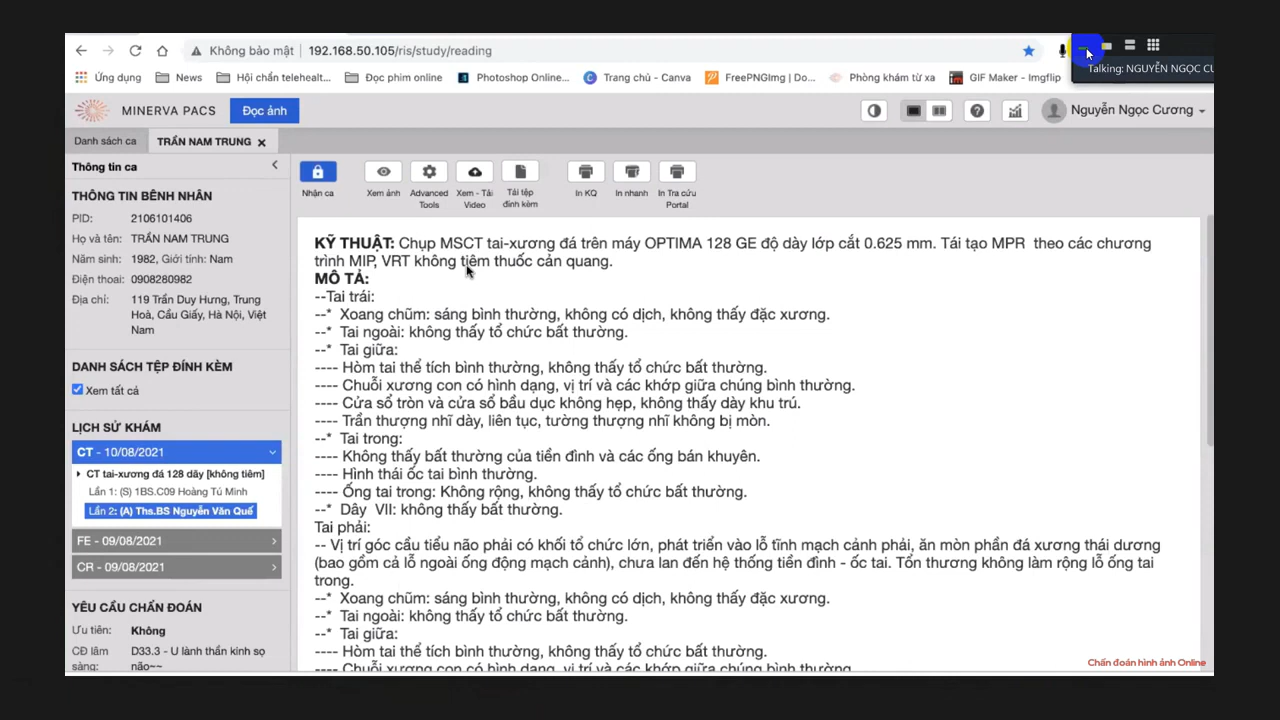 Không bảo mật
192.168.50.105/ris/study/reading
Talking: NGUYỄN NGỌC CƯ
Ứng dụng
News
Hội chẩn telehealt...
Đọc phim online
Photoshop Online...
Trang chủ - Canva
FreePNGImg | Do...
Phòng khám từ xa
GIF Maker - Imgflip
MINERVA PACS
Đọc ảnh
Nguyễn Ngọc Cương
Danh sách ca
TRẦN NAM TRUNG
Thông tin ca
THÔNG TIN BỆNH NHÂN
PID: 2106101406
Họ và tên: TRẦN NAM TRUNG
Năm sinh: 1982, Giới tính: Nam
Điện thoại: 0908280982
Địa chỉ: 119 Trần Duy Hưng, Trung
Hoà, Cầu Giấy, Hà Nội, Việt
Nam
DANH SÁCH TỆP ĐÍNH KÈM
Xem tất cả
LỊCH SỬ KHÁM
CT - 10/08/2021
CT tai-xương đá 128 dãy [không tiêm]
Lần 1: (S) 1BS.C09 Hoàng Tú Minh
Lần 2: (A) Ths.BS Nguyễn Văn Quế
FE - 09/08/2021
CR - 09/08/2021
YÊU CẦU CHẨN ĐOÁN
Ưu tiên: Không
CĐ lâm D33.3 - U lành thần kinh sọ
sàng: não~~
Nhận ca
Xem ảnh
Advanced
Tools
Xem - Tải
Video
Tải tệp
đính kèm
In KQ
In nhanh
In Tra cứu
Portal
KỸ THUẬT: Chụp MSCT tai-xương đá trên máy OPTIMA 128 GE độ dày lớp cắt 0.625 mm. Tái tạo MPR theo các chương
trình MIP, VRT không tiêm thuốc cản quang.
MÔ TẢ:
--Tai trái:
--* Xoang chũm: sáng bình thường, không có dịch, không thấy đặc xương.
--* Tai ngoài: không thấy tổ chức bất thường.
--* Tai giữa:
---- Hòm tai thể tích bình thường, không thấy tổ chức bất thường.
---- Chuỗi xương con có hình dạng, vị trí và các khớp giữa chúng bình thường.
---- Cửa sổ tròn và cửa sổ bầu dục không hẹp, không thấy dày khu trú.
---- Trần thượng nhĩ dày, liên tục, tường thượng nhĩ không bị mòn.
--* Tai trong:
---- Không thấy bất thường của tiền đình và các ống bán khuyên.
---- Hình thái ốc tai bình thường.
---- Ống tai trong: Không rộng, không thấy tổ chức bất thường.
--* Dây VII: không thấy bất thường.
Tai phải:
-- Vị trí góc cầu tiểu não phải có khối tổ chức lớn, phát triển vào lỗ tĩnh mạch cảnh phải, ăn mòn phần đá xương thái dương
(bao gồm cả lỗ ngoài ống động mạch cảnh), chưa lan đến hệ thống tiền đình - ốc tai. Tổn thương không làm rộng lỗ ống tai
trong.
--* Xoang chũm: sáng bình thường, không có dịch, không thấy đặc xương.
--* Tai ngoài: không thấy tổ chức bất thường.
--* Tai giữa:
---- Hòm tai thể tích bình thường, không thấy tổ chức bất thường.
---- Chuỗi xương con có hình dạng, vị trí và các khớp giữa chúng bình thường
Chẩn đoán hình ảnh Online